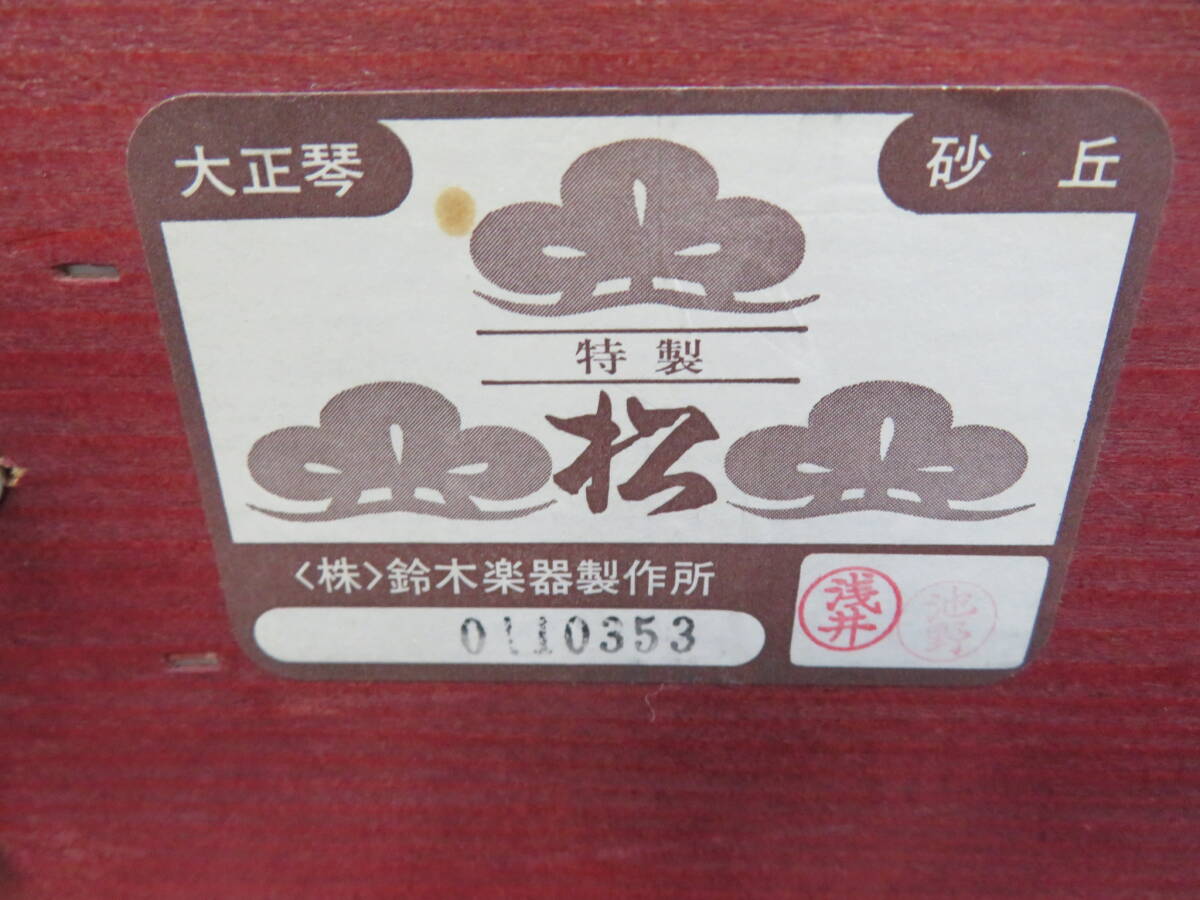 大正琴
砂丘
特製
松
<株>鈴木楽器製作所
0110353
浅井
池野